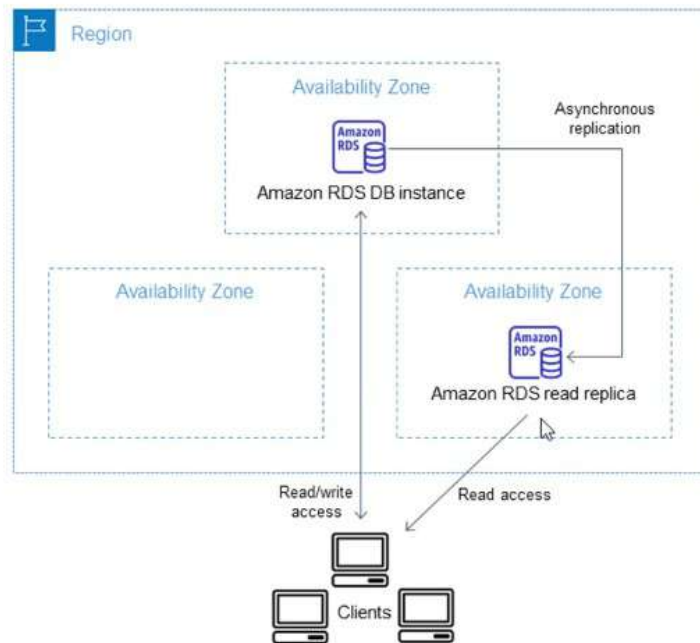 Region
Availability Zone
Asynchronous
replication
Amazon
RDS
Amazon RDS DB instance
Availability Zone
Availability Zone
Amazon
RDS
Amazon RDS read replica
Read/write
access
Read access
Clients